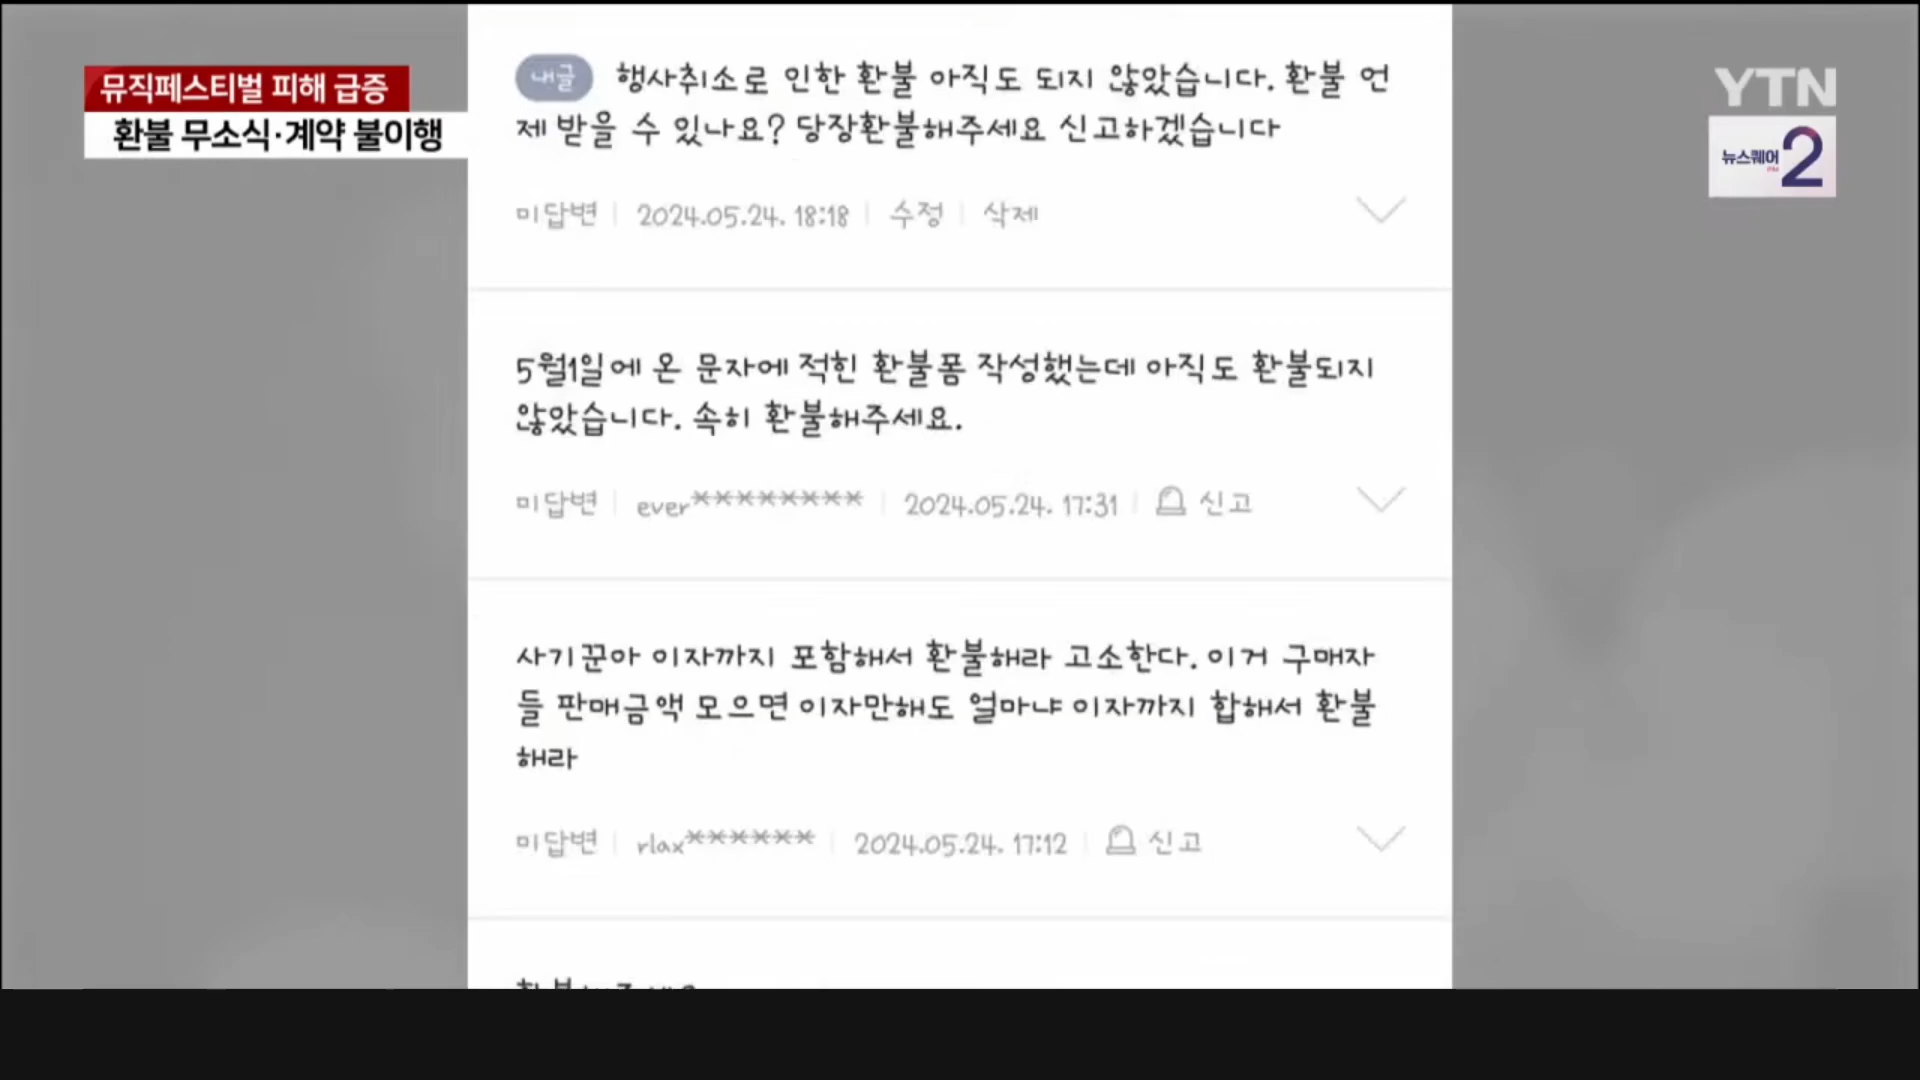 뮤직페스티벌 피해 급증
환불 무소식·계약 불이행
YTN
뉴스퀘어 2
PM
내글 행사취소로 인한 환불 아직도 되지 않았습니다. 환불 언
제 받을 수 있나요? 당장환불해주세요 신고하겠습니다
미답변 2024.05.24. 18:18 수정 삭제
5월1일에 온 문자에 적힌 환불폼 작성했는데 아직도 환불되지
않았습니다. 속히 환불해주세요.
미답변 ever******** 2024.05.24. 17:31 신고
사기꾼아 이자까지 포함해서 환불해라 고소한다. 이거 구매자
들 판매금액 모으면 이자만해도 얼마냐 이자까지 합해서 환불
해라
미답변 rlax****** 2024.05.24. 17:12 신고